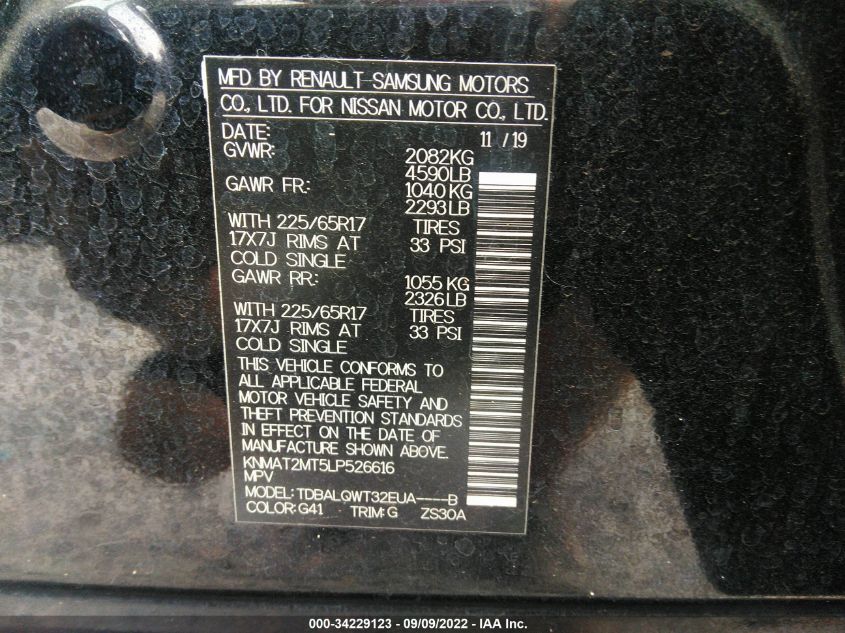 MFD BY RENAULT SAMSUNG MOTORS
CO., LTD. FOR NISSAN MOTOR CO., LTD.
DATE: 11 / 19
GVWR: 2082KG
4590LB
GAWR FR.: 1040 KG
2293 LB
WITH 225/65R17 TIRES
17X7J RIMS AT 33 PSI
COLD SINGLE
GAWR RR.: 1055 KG
2326 LB
WITH 225/65R17 TIRES
17X7J RIMS AT 33 PSI
COLD SINGLE
THIS VEHICLE CONFORMS TO
ALL APPLICABLE FEDERAL
MOTOR VEHICLE SAFETY AND
THEFT PREVENTION STANDARDS
IN EFFECT ON THE DATE OF
MANUFACTURE SHOWN ABOVE.
KNMAT2MT5LP526616
MPV
MODEL: TDBALQWT32EUA----B
COLOR: G41 TRIM: G ZS30A
000-34229123 - 09/09/2022 - IAA Inc.